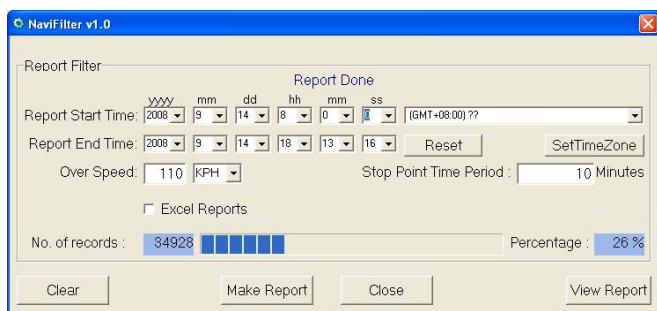 NaviFilter v1.0
Report Filter
Report Done
yyyy mm dd hh mm ss
Report Start Time: 2008 9 14 8 0 0 (GMT+08:00) ??
Report End Time: 2008 9 14 18 13 16 Reset SetTimeZone
Over Speed: 110 KPH Stop Point Time Period : 10 Minutes
Excel Reports
No. of records : 34928 Percentage : 26 %
Clear Make Report Close View Report